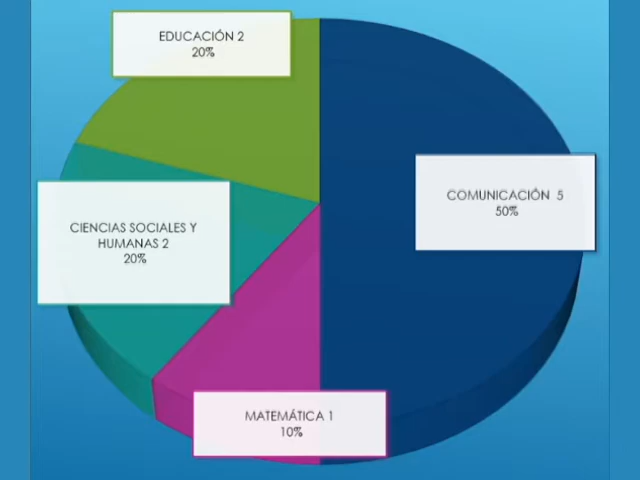 EDUCACIÓN 2
20%
COMUNICACIÓN 5
50%
CIENCIAS SOCIALES Y
HUMANAS 2
20%
MATEMÁTICA 1
10%